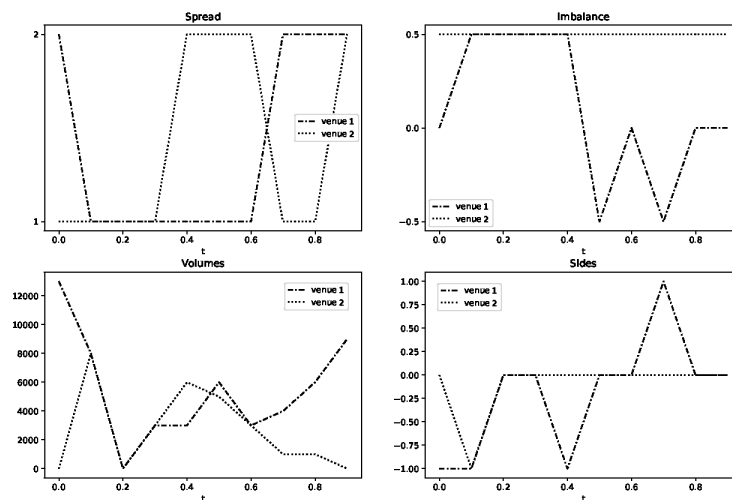 Spread
2
1
venue 1
venue 2
0.0 0.2 0.4 0.6 0.8
t
Imbalance
0.5
0.0
−0.5
venue 1
venue 2
0.0 0.2 0.4 0.6 0.8
t
Volumes
12000
10000
8000
6000
4000
2000
0
venue 1
venue 2
0.0 0.2 0.4 0.6 0.8
t
Sides
1.00
0.75
0.50
0.25
0.00
−0.25
−0.50
−0.75
−1.00
venue 1
venue 2
0.0 0.2 0.4 0.6 0.8
t